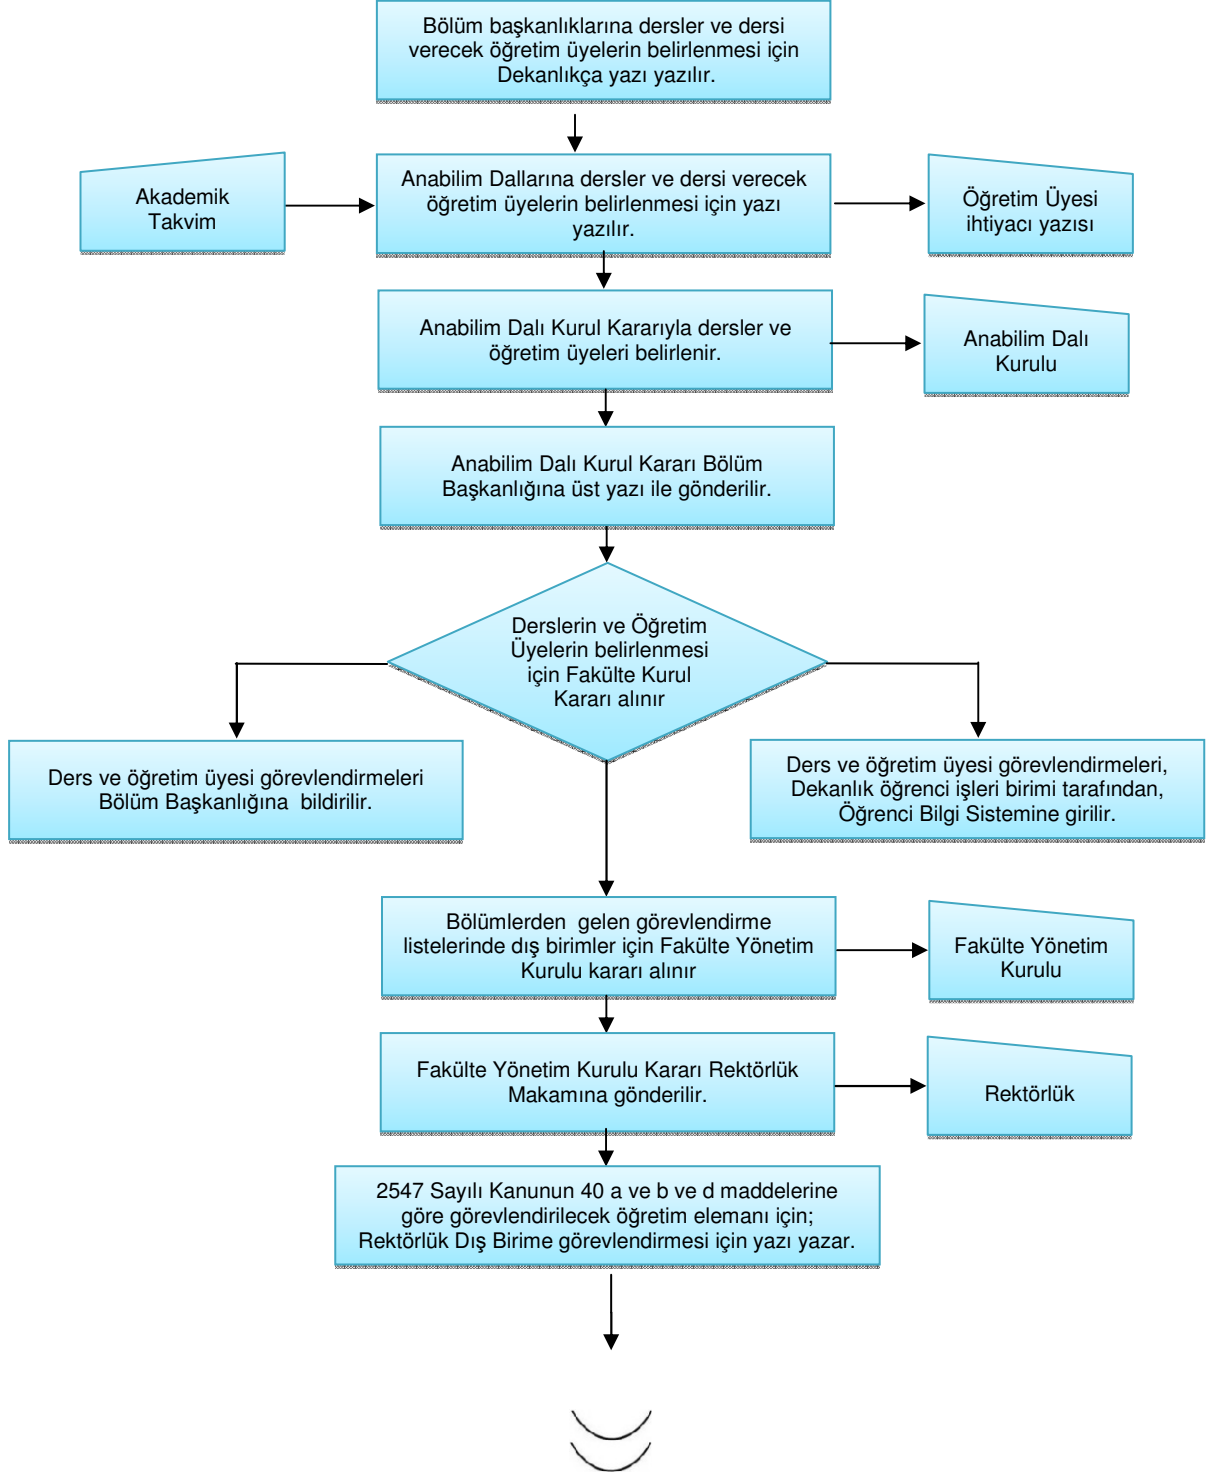 Bölüm başkanlıklarına dersler ve dersi
verecek öğretim üyelerin belirlenmesi için
Dekanlıkça yazı yazılır.
Akademik
Takvim
Anabilim Dallarına dersler ve dersi verecek
öğretim üyelerin belirlenmesi için yazı
yazılır.
Öğretim Üyesi
ihtiyacı yazısı
Anabilim Dalı Kurul Kararıyla dersler ve
öğretim üyeleri belirlenir.
Anabilim Dalı
Kurulu
Anabilim Dalı Kurul Kararı Bölüm
Başkanlığına üst yazı ile gönderilir.
Derslerin ve Öğretim
Üyelerin belirlenmesi
için Fakülte Kurul
Kararı alınır
Ders ve öğretim üyesi görevlendirmeleri
Bölüm Başkanlığına  bildirilir.
Ders ve öğretim üyesi görevlendirmeleri,
Dekanlık öğrenci işleri birimi tarafından,
Öğrenci Bilgi Sistemine girilir.
Bölümlerden  gelen görevlendirme
listelerinde dış birimler için Fakülte Yönetim
Kurulu kararı alınır
Fakülte Yönetim
Kurulu
Fakülte Yönetim Kurulu Kararı Rektörlük
Makamına gönderilir.
Rektörlük
2547 Sayılı Kanunun 40 a ve b ve d maddelerine
göre görevlendirilecek öğretim elemanı için;
Rektörlük Dış Birime görevlendirmesi için yazı yazar.